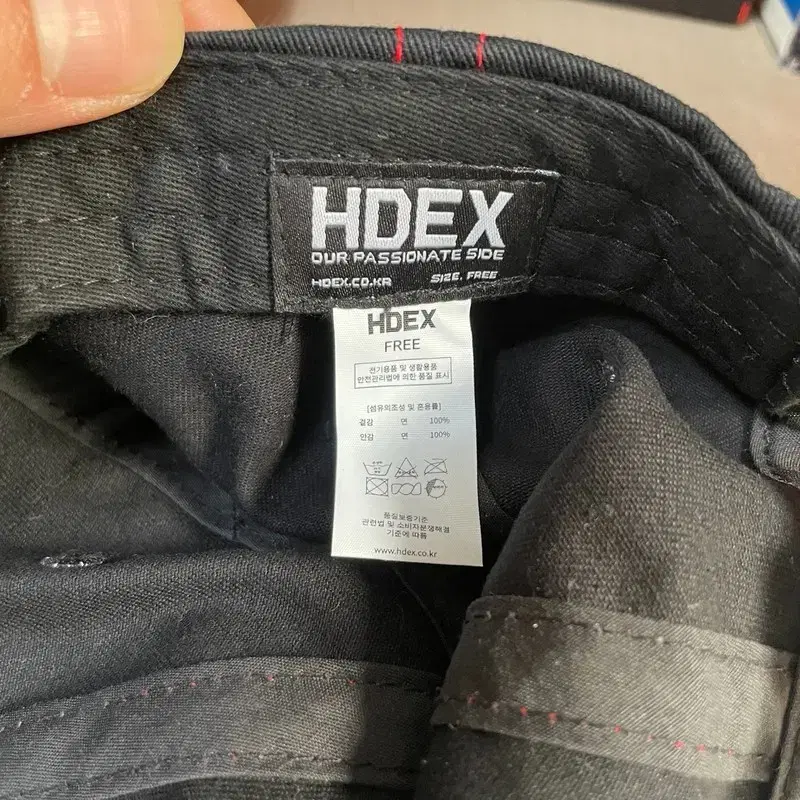 HDEX
OUR PASSIONATE SIDE
HDEX.CO.KR SIZE. FREE
HDEX
FREE
전기용품 및 생활용품
안전관리법에 의한 품질 표시
[섬유의조성 및 혼용률]
겉감 면 100%
안감 면 100%
품질보증기준
관련법 및 소비자분쟁해결
기준에 따름
www.hdex.co.kr